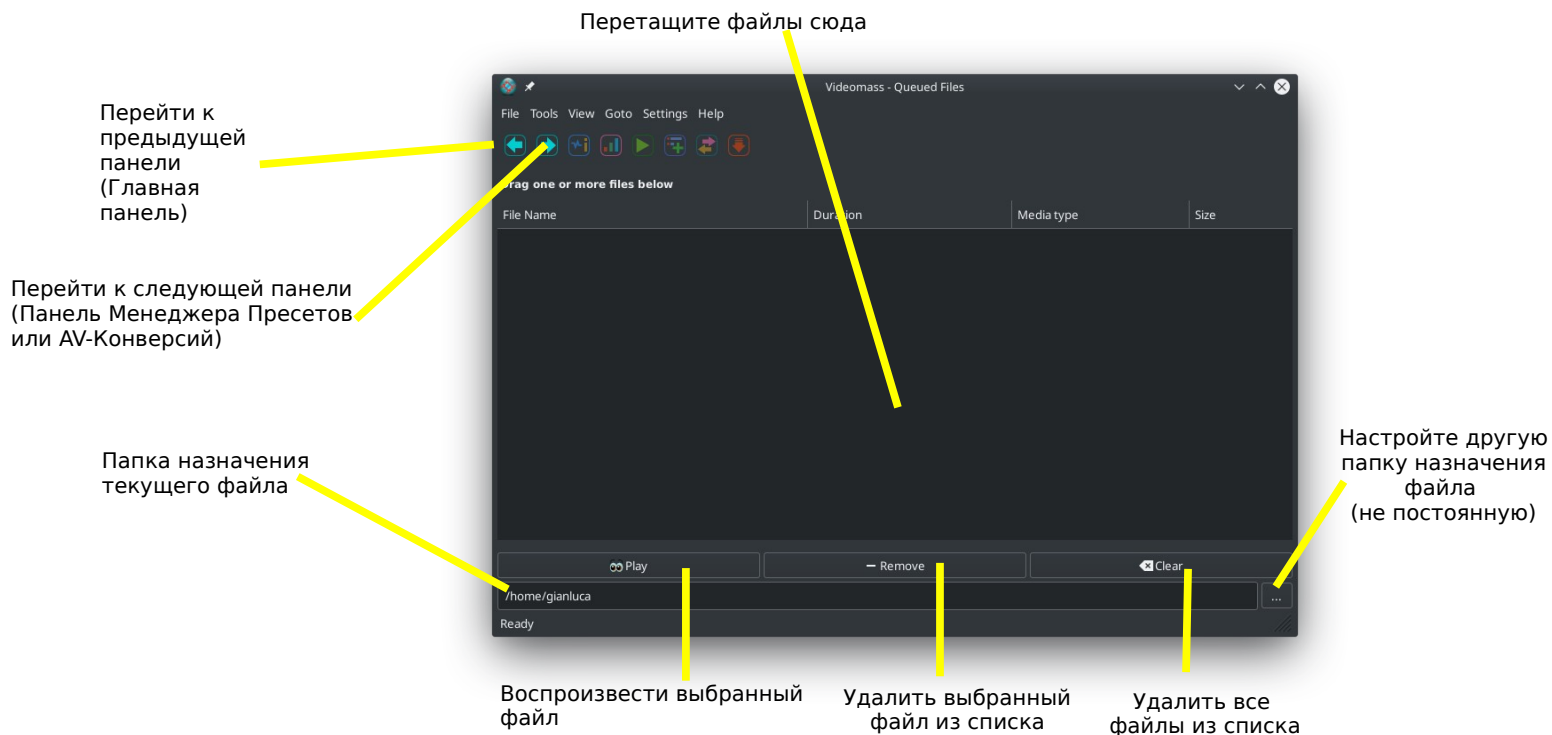 Перетащите файлы сюда
Videomass - Queued Files
File Tools View Goto Settings Help
Перейти к
предыдущей
панели
(Главная
панель)
Drag one or more files below
File Name Duration Media type Size
Перейти к следующей панели
(Панель Менеджера Пресетов
или AV-Конверсий)
Папка назначения
текущего файла
Настройте другую
папку назначения
файла
(не постоянную)
Play Remove Clear
/home/gianluca ...
Ready
Воспроизвести выбранный
файл
Удалить выбранный
файл из списка
Удалить все
файлы из списка